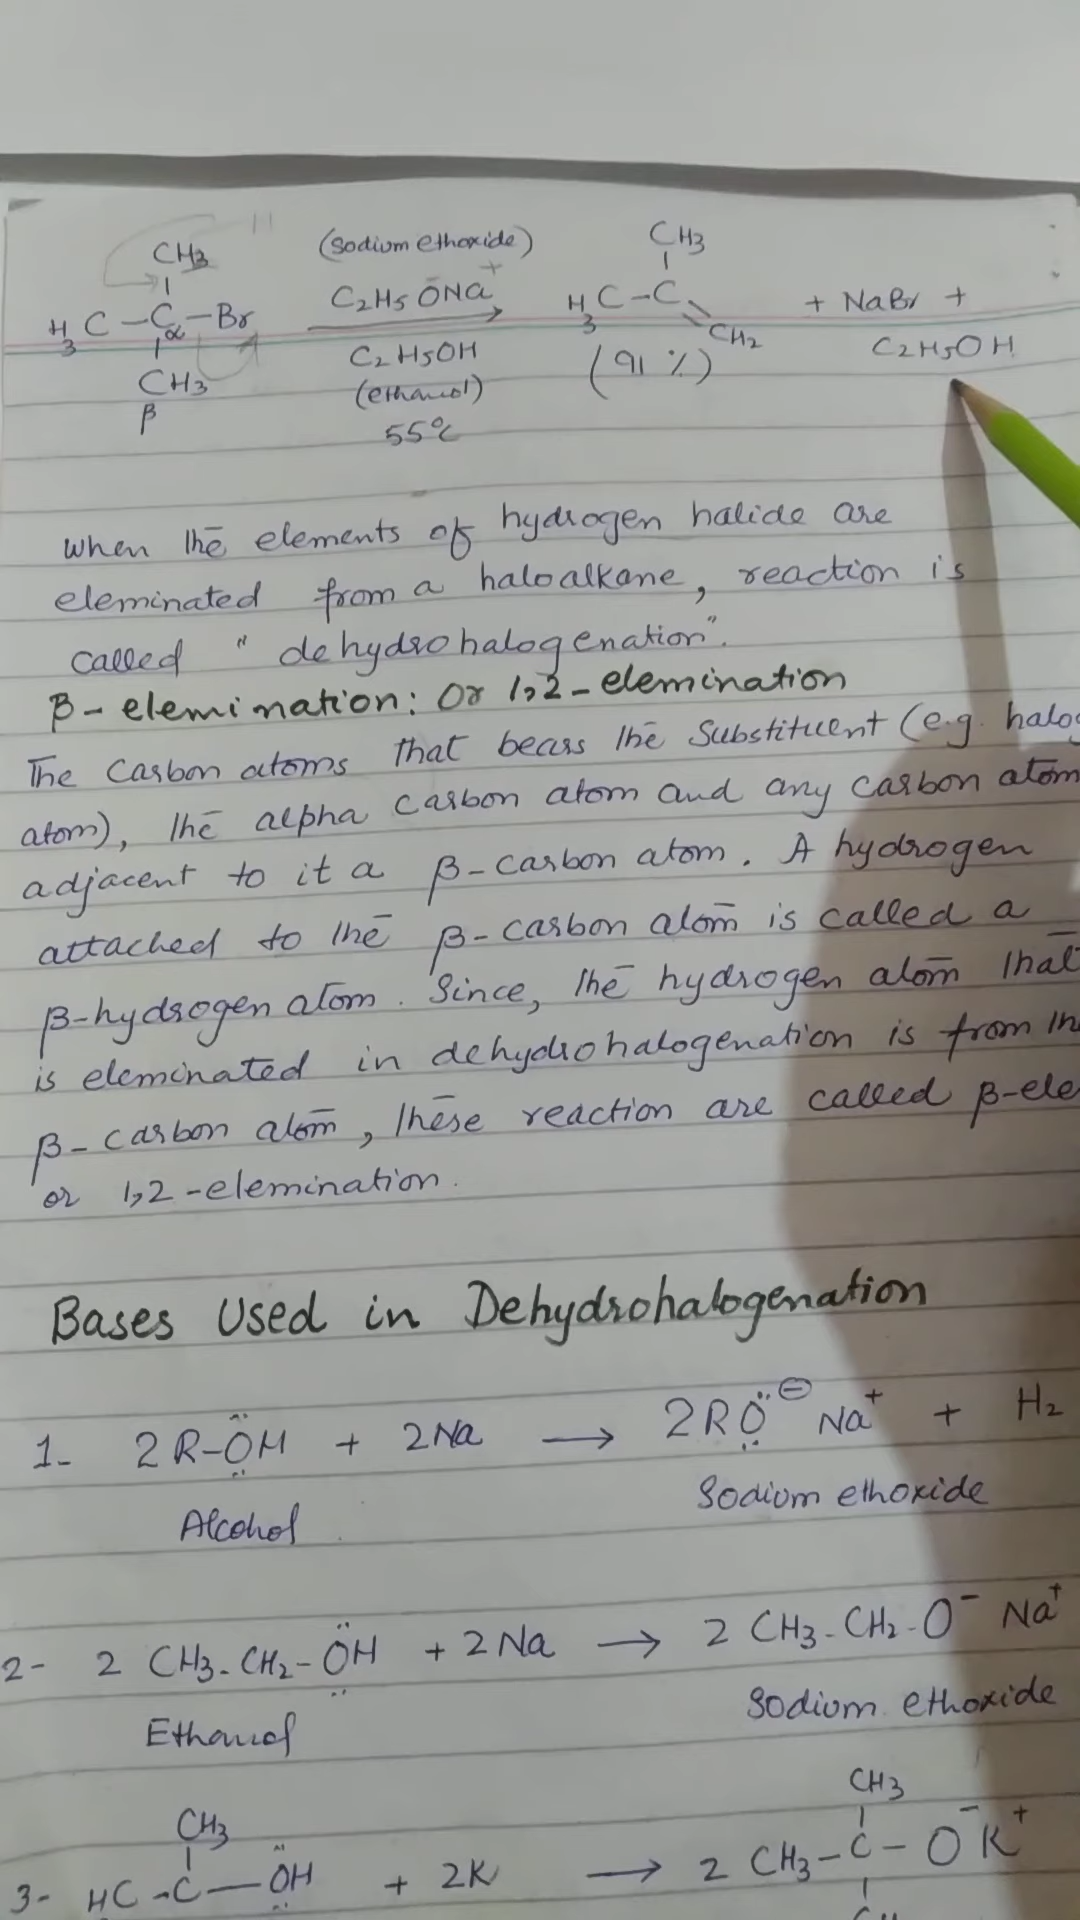 CH3 (Sodium ethoxide) CH3
H3C-Cα-Br C2H5ŌNa+ H3C-C + NaBr +
C2H5OH CH2 C2H5OH
CH3 (ethanol) (91 %)
β 55°C
When the elements of hydrogen halide are
eleminated from a haloalkane, reaction is
called "dehydrohalogenation".
β-elemination: Or 1,2-elemination
The Carbon atoms that bears the Substituent (e.g. halo
atom), the alpha carbon atom and any carbon atom
adjacent to it a β-carbon atom. A hydrogen
attached to the β-carbon atom is called a
β-hydrogen atom. Since, the hydrogen atom that
is eleminated in dehydrohalogenation is from th
β-carbon atom, these reaction are called β-ele
or 1,2-elemination.
Bases Used in Dehydrohalogenation
1- 2R-ÖH + 2Na → 2RÖ⊖ Na+ + H2
Alcohol Sodium ethoxide
2- 2 CH3-CH2-ÖH + 2Na → 2 CH3-CH2-O- Na+
Ethanol Sodium ethoxide
CH3 CH3
3- HC-C-ÖH + 2K → 2 CH3-C-O-K+